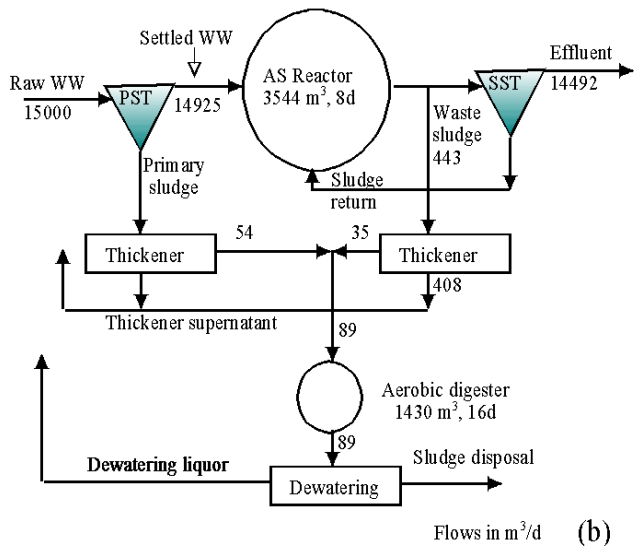 Settled WW
Effluent
Raw WW
PST
AS Reactor
3544 m³, 8d
SST
15000
14925
14492
Waste
sludge
443
Primary
sludge
Sludge
return
54
35
Thickener
Thickener
408
Thickener supernatant
89
Aerobic digester
1430 m³, 16d
89
Dewatering liquor
Sludge disposal
Dewatering
Flows in m³/d
(b)